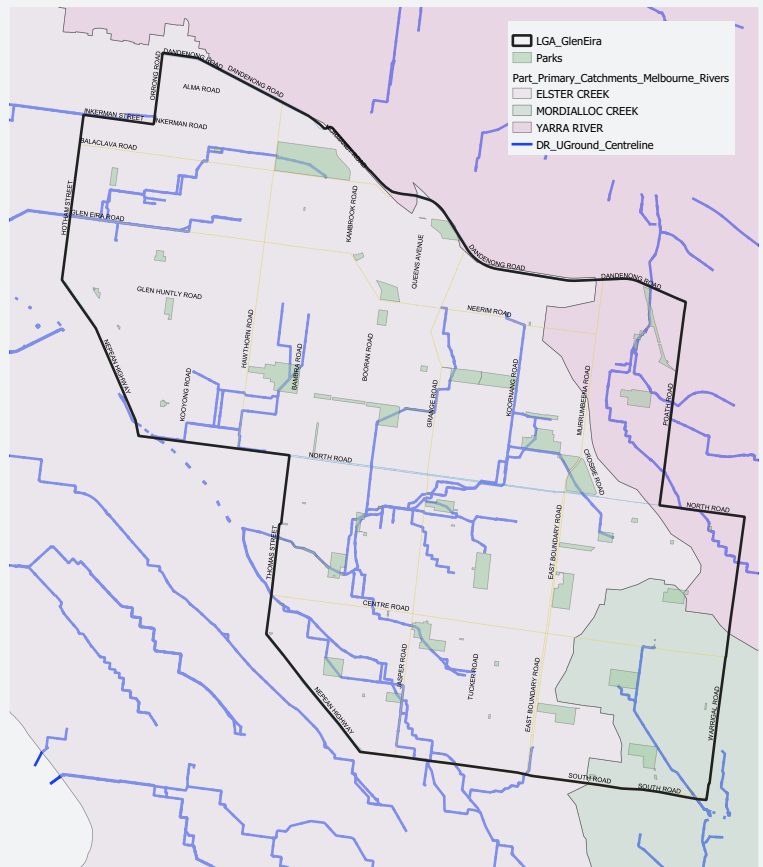 LGA_GlenEira
Parks
Part_Primary_Catchments_Melbourne_Rivers
ELSTER CREEK
MORDIALLOC CREEK
YARRA RIVER
DR_UGround_Centreline
DANDENONG ROAD
DANDENONG ROAD
ORRONG ROAD
ALMA ROAD
INKERMAN STREET
INKERMAN ROAD
BALACLAVA ROAD
HOTHAM STREET
GLEN EIRA ROAD
KAMBROOK ROAD
QUEENS AVENUE
DANDENONG ROAD
DANDENONG ROAD
GLEN HUNTLY ROAD
NEERIM ROAD
HAWTHORN ROAD
NEPEAN HIGHWAY
KOOYONG ROAD
BAMBRA ROAD
BOORAN ROAD
GRANGE ROAD
KOORNANG ROAD
MURRUMBEENA ROAD
POATH ROAD
NORTH ROAD
CROSBIE ROAD
NORTH ROAD
THOMAS STREET
EAST BOUNDARY ROAD
CENTRE ROAD
JASPER ROAD
TUCKER ROAD
EAST BOUNDARY ROAD
NEPEAN HIGHWAY
WARRIGAL ROAD
SOUTH ROAD
SOUTH ROAD